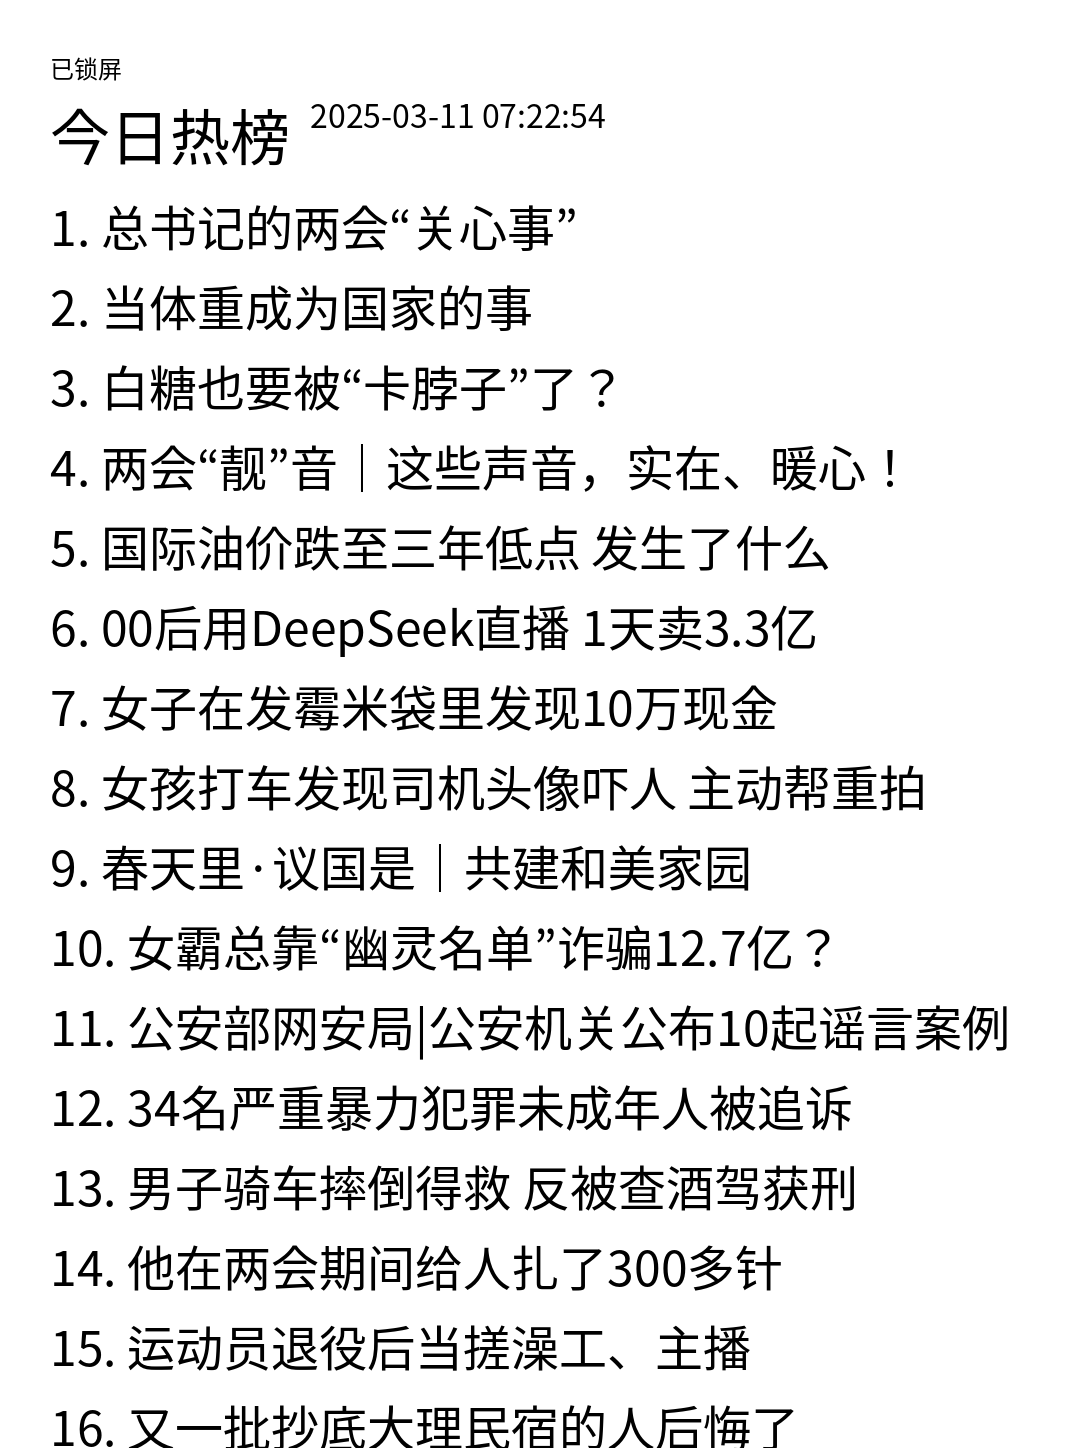 已锁屏
今日热榜 2025-03-11 07:22:54
1. 总书记的两会“关心事”
2. 当体重成为国家的事
3. 白糖也要被“卡脖子”了？
4. 两会“靓”音｜这些声音，实在、暖心！
5. 国际油价跌至三年低点 发生了什么
6. 00后用DeepSeek直播 1天卖3.3亿
7. 女子在发霉米袋里发现10万现金
8. 女孩打车发现司机头像吓人 主动帮重拍
9. 春天里·议国是｜共建和美家园
10. 女霸总靠“幽灵名单”诈骗12.7亿？
11. 公安部网安局|公安机关公布10起谣言案例
12. 34名严重暴力犯罪未成年人被追诉
13. 男子骑车摔倒得救 反被查酒驾获刑
14. 他在两会期间给人扎了300多针
15. 运动员退役后当搓澡工、主播
16. 又一批抄底大理民宿的人后悔了